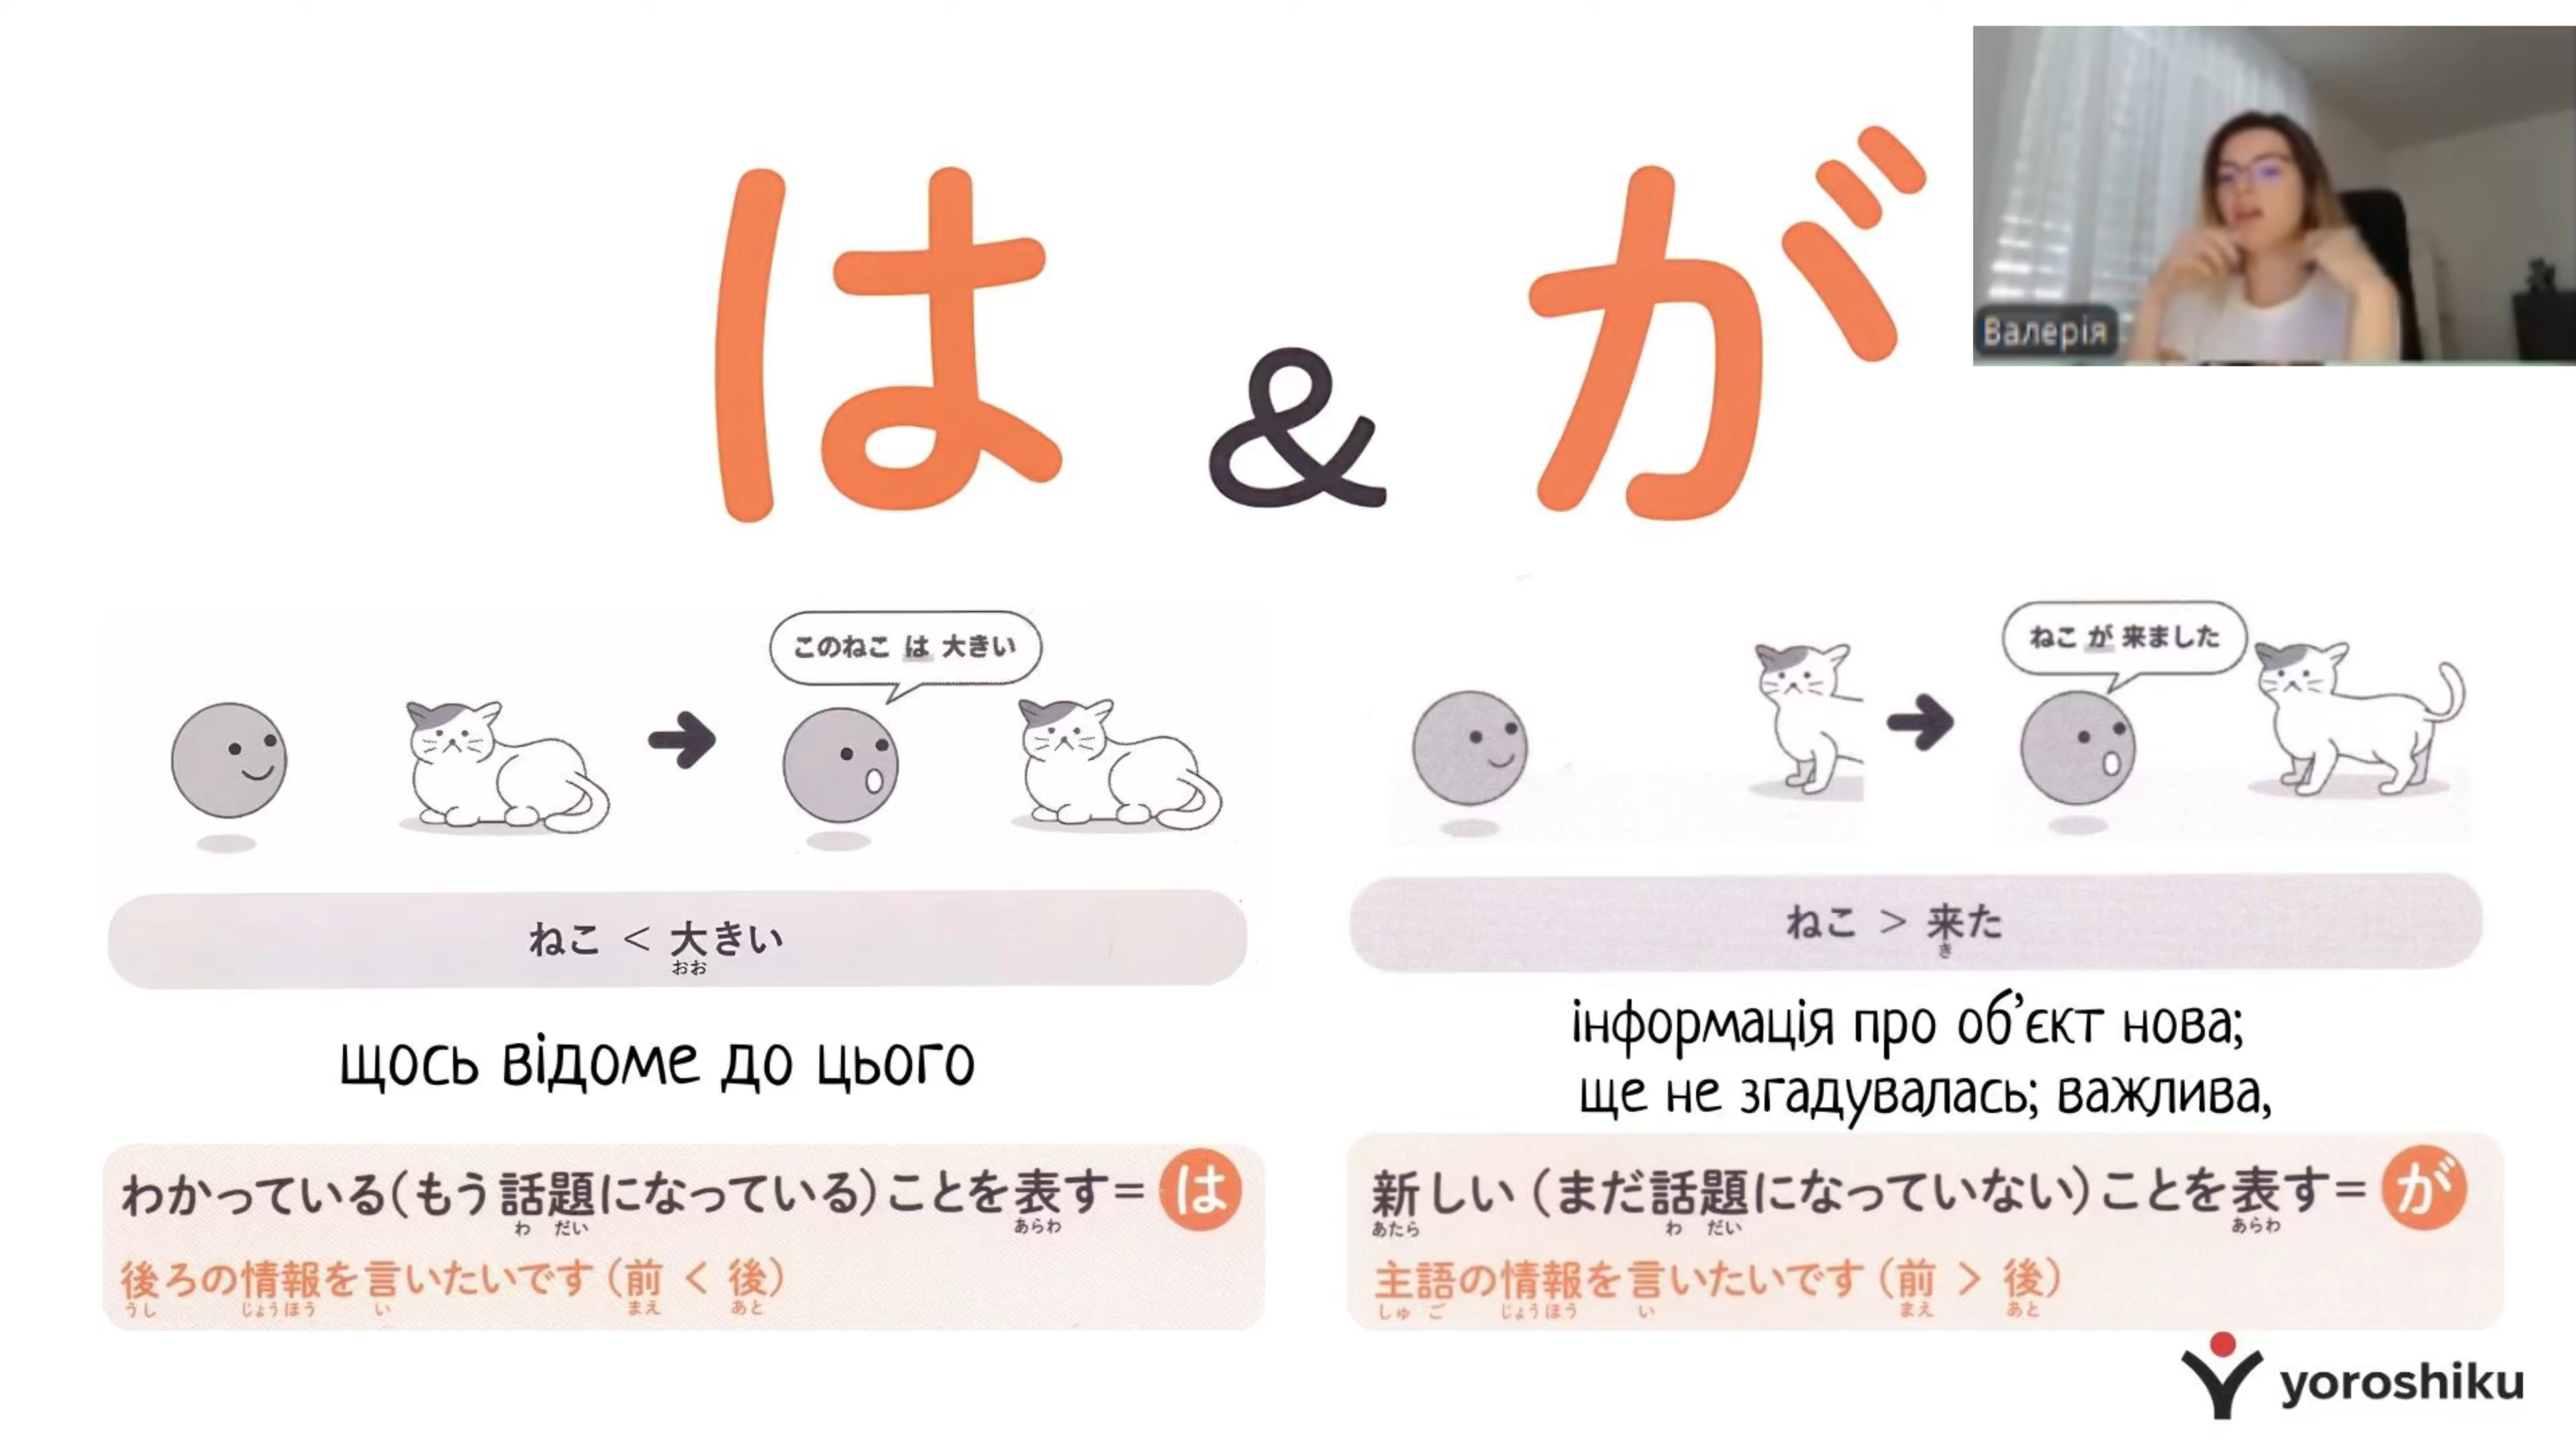 は & が
Валерія
このねこ は 大きい
ねこ が 来ました
ねこ < 大きい
おお
ねこ > 来た
き
щось відоме до цього
інформація про об'єкт нова;
ще не згадувалась; важлива,
わかっている(もう話題になっている)ことを表す= は
わ だい あらわ
後ろの情報を言いたいです(前 < 後)
うし じょうほう い まえ あと
新しい(まだ話題になっていない)ことを表す= が
あたら わ だい あらわ
主語の情報を言いたいです(前 > 後)
しゅ ご じょうほう い まえ あと
yoroshiku